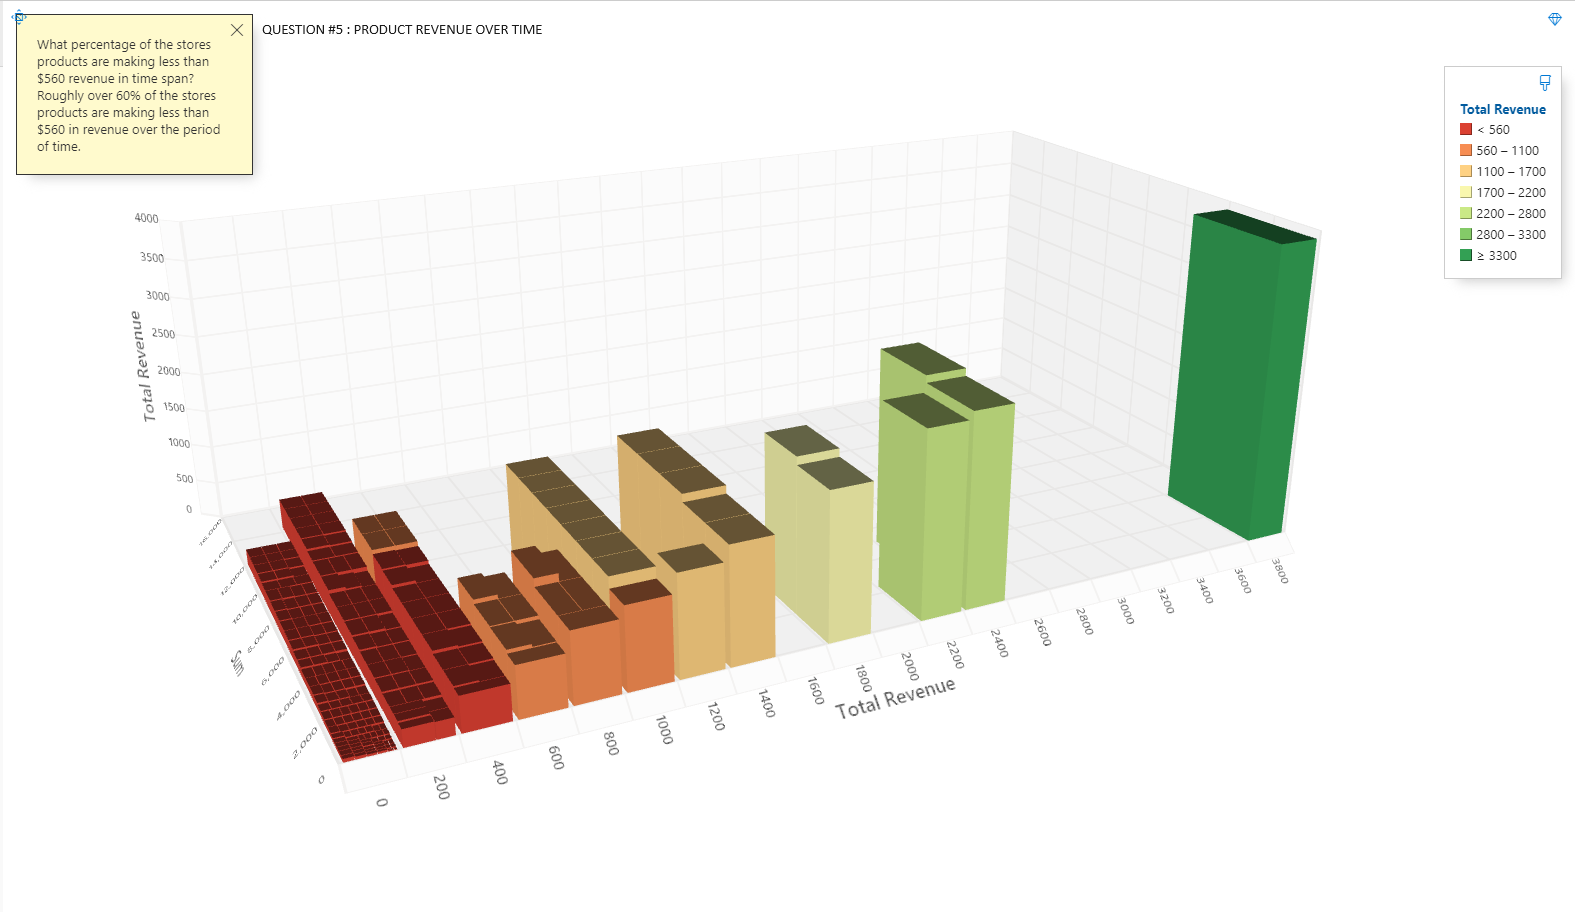 QUESTION #5 : PRODUCT REVENUE OVER TIME
What percentage of the stores
products are making less than
$560 revenue in time span?
Roughly over 60% of the stores
products are making less than
$560 in revenue over the period
of time.
Total Revenue
< 560
560 – 1100
1100 – 1700
1700 – 2200
2200 – 2800
2800 – 3300
≥ 3300
4000
3500
3000
2500
2000
1500
1000
500
0
Total Revenue
16,000
14,000
12,000
10,000
8,000
6,000
4,000
2,000
0
0
200
400
600
800
1000
1200
1400
1600
1800
2000
2200
2400
2600
2800
3000
3200
3400
3600
3800
Total Revenue